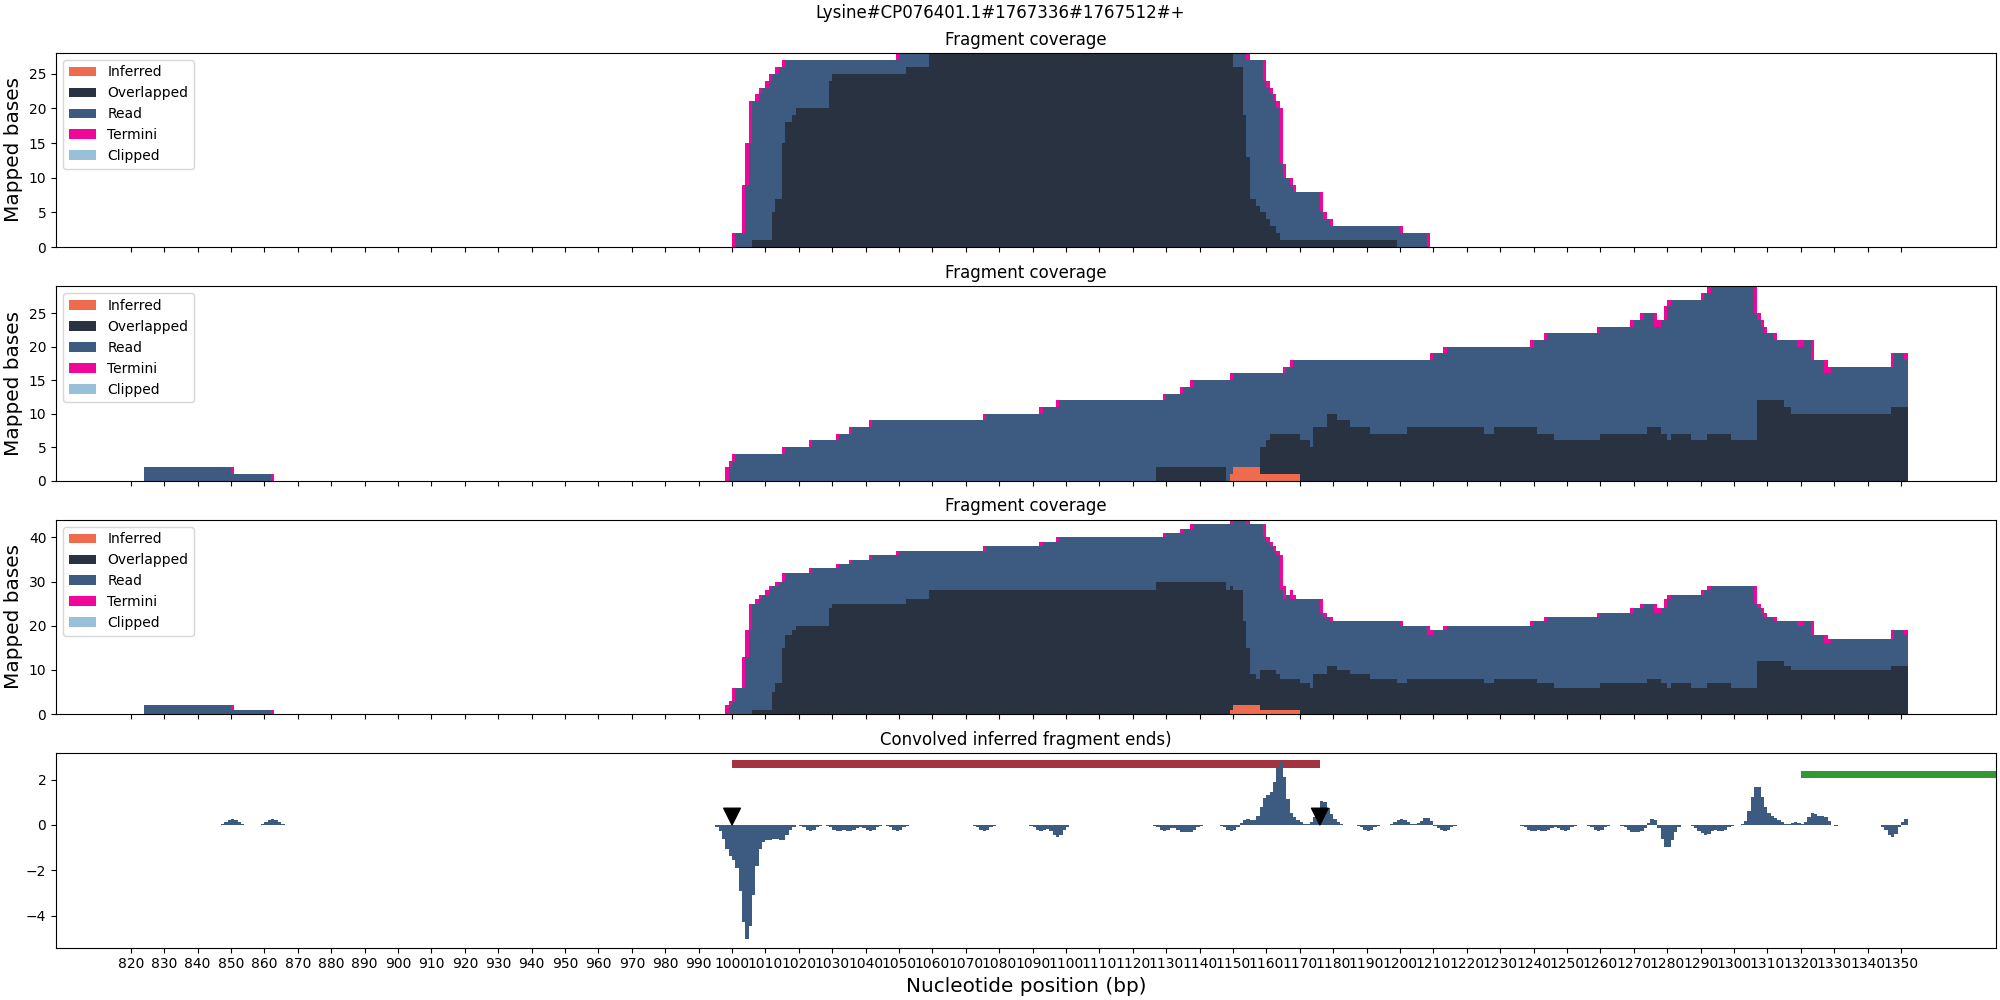 Lysine#CP076401.1#1767336#1767512#+
Fragment coverage
Mapped bases
25
20
15
10
5
0
Inferred
Overlapped
Read
Termini
Clipped
Fragment coverage
Mapped bases
25
20
15
10
5
0
Inferred
Overlapped
Read
Termini
Clipped
Fragment coverage
Mapped bases
40
30
20
10
0
Inferred
Overlapped
Read
Termini
Clipped
Convolved inferred fragment ends)
2
0
−2
−4
820 830 840 850 860 870 880 890 900 910 920 930 940 950 960 970 980 990 1000 1010 1020 1030 1040 1050 1060 1070 1080 1090 1100 1110 1120 1130 1140 1150 1160 1170 1180 1190 1200 1210 1220 1230 1240 1250 1260 1270 1280 1290 1300 1310 1320 1330 1340 1350
Nucleotide position (bp)